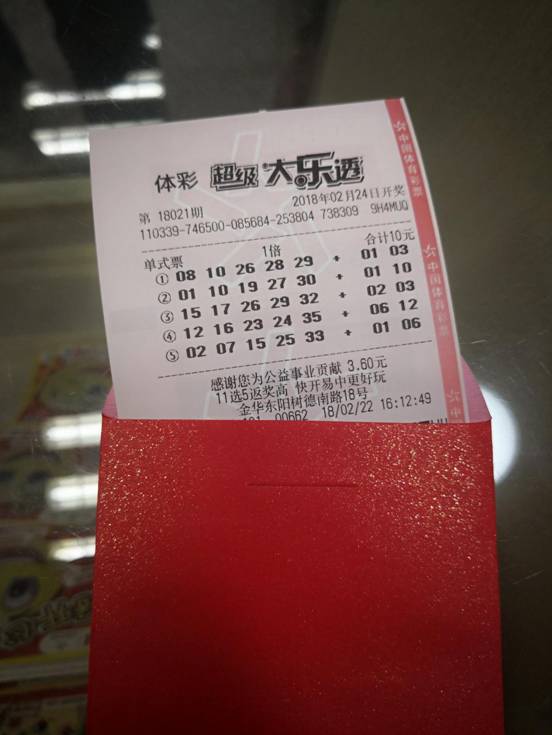 体彩 超级大乐透
第 18021期 2018年02月24日开奖
110339-746500-085684-253804 738309 9H4MUQ
单式票 1倍 合计10元
① 08 10 26 28 29 + 01 03
② 01 10 19 27 30 + 01 10
③ 15 17 26 29 32 + 02 03
④ 12 16 23 24 35 + 06 12
⑤ 02 07 15 25 33 + 01 06
感谢您为公益事业贡献 3.60元
11选5返奖高 快开易中更好玩
金华东阳树德南路18号
00662 18/02/22 16:12:49
中国体育彩票
中国体育彩票
中